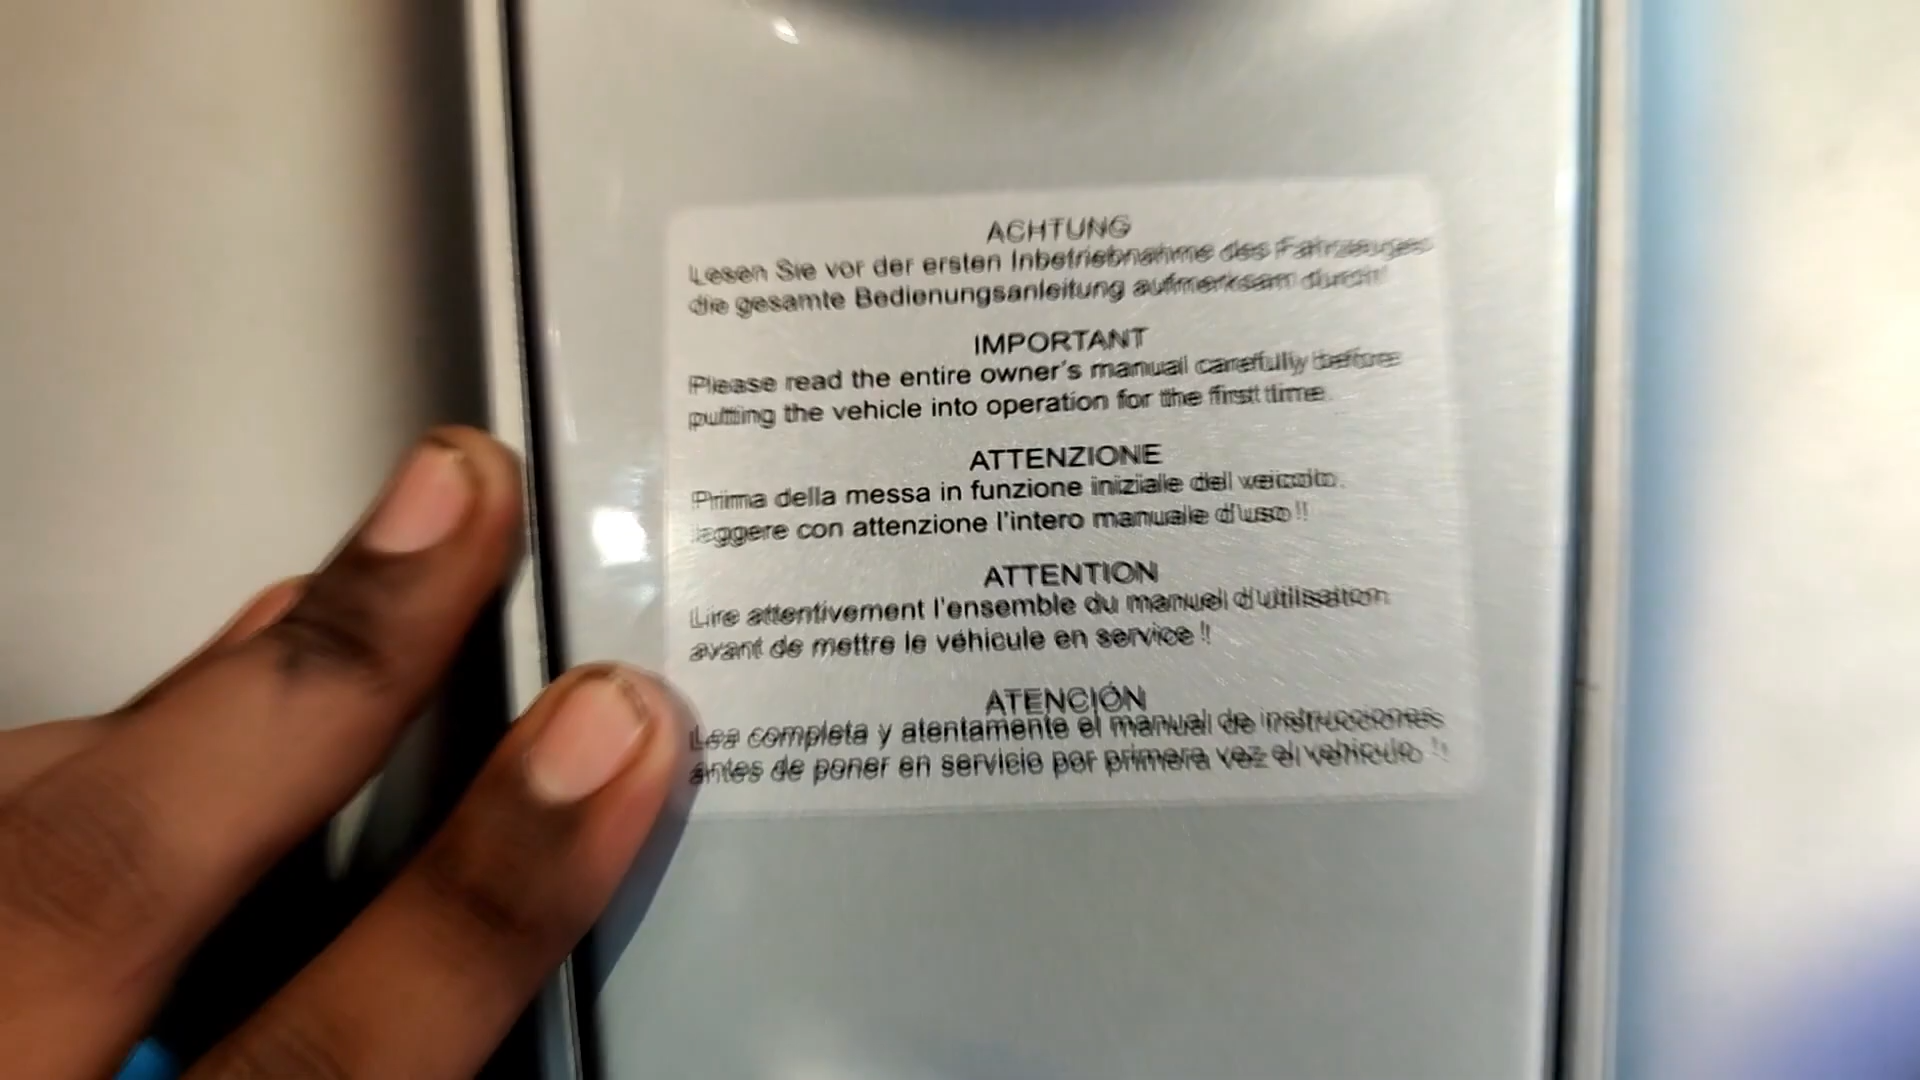 ACHTUNG
Lesen Sie vor der ersten Inbetriebnahme des Fahrzeuges
die gesamte Bedienungsanleitung aufmerksam durch!
IMPORTANT
Please read the entire owner's manual carefully before
putting the vehicle into operation for the first time.
ATTENZIONE
Prima della messa in funzione iniziale del veicolo,
leggere con attenzione l'intero manuale d'uso !!
ATTENTION
Lire attentivement l'ensemble du manuel d'utilisation
avant de mettre le véhicule en service !
ATENCIÓN
Lea completa y atentamente el manual de instrucciones
antes de poner en servicio por primera vez el vehículo !